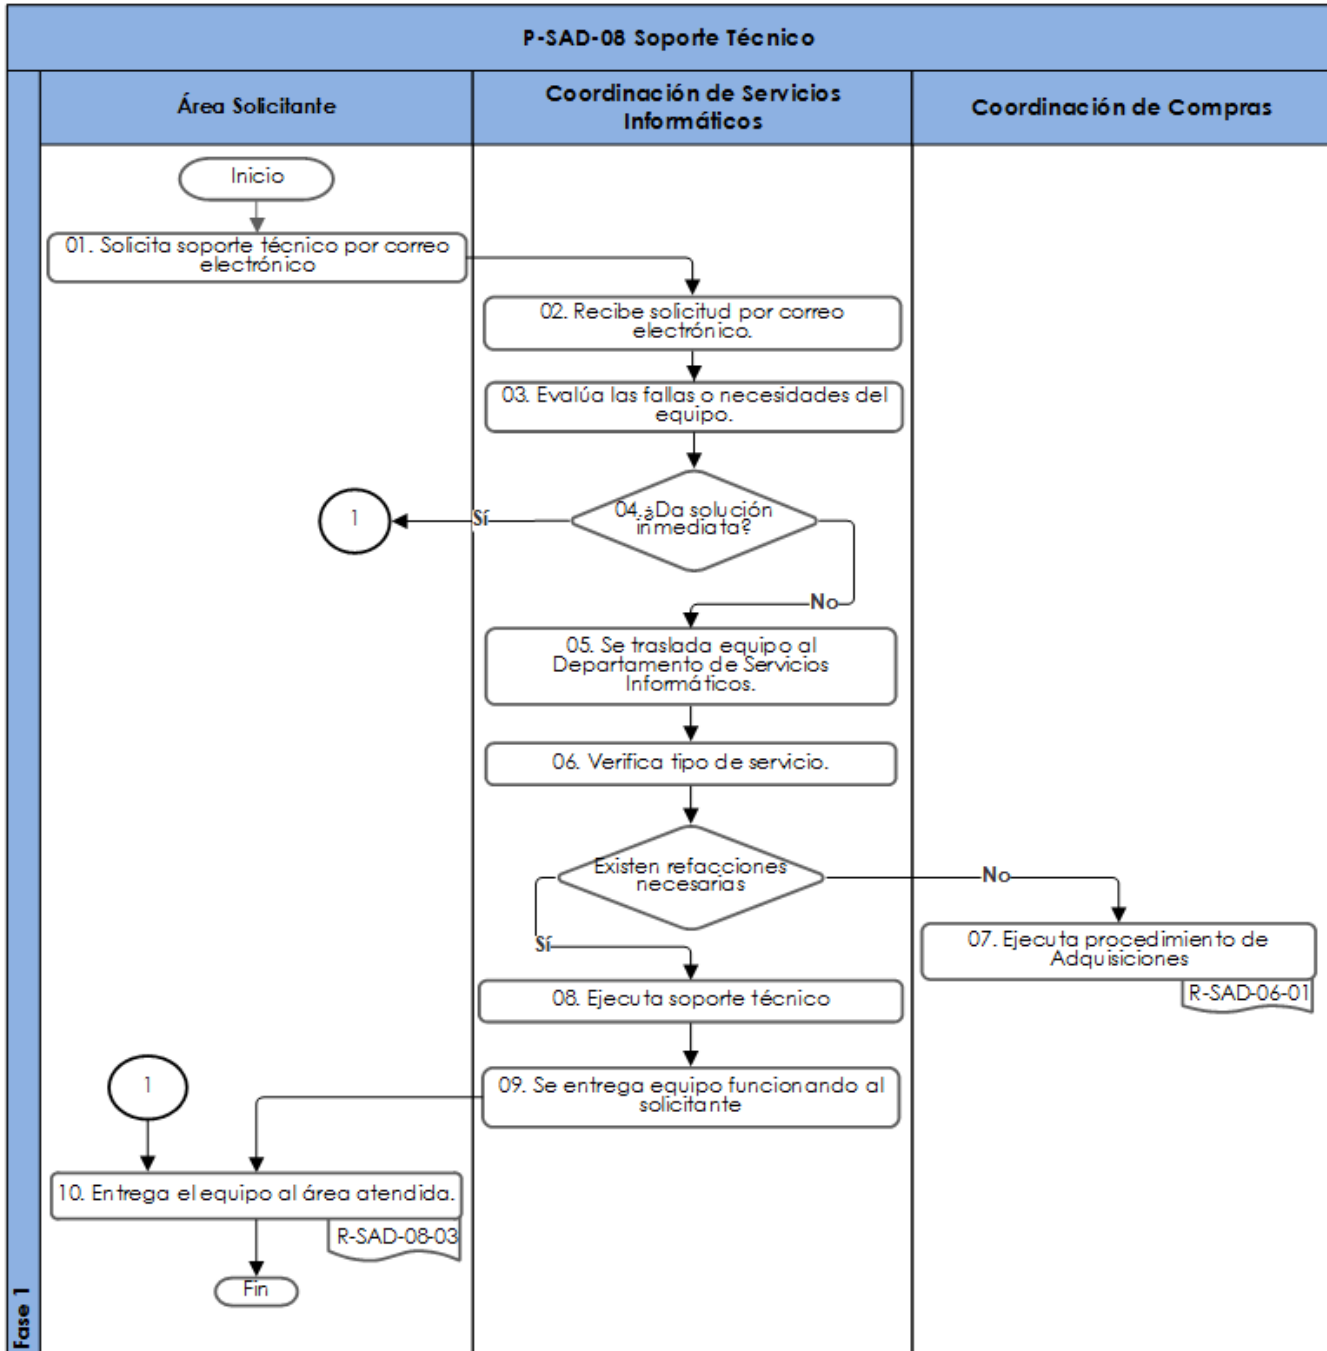 P-SAD-08 Soporte Técnico
Área Solicitante
Coordinación de Servicios
Informáticos
Coordinación de Compras
Inicio
01. Solicita soporte técnico por correo
electrónico
02. Recibe solicitud por correo
electrónico.
03. Evalúa las fallas o necesidades del
equipo.
04.¿Da solución
inmediata?
Sí
1
No
05. Se traslada equipo al
Departamento de Servicios
Informáticos.
06. Verifica tipo de servicio.
Existen refacciones
necesarias
No
Sí
07. Ejecuta procedimiento de
Adquisiciones
R-SAD-06-01
08. Ejecuta soporte técnico
09. Se entrega equipo funcionando al
solicitante
1
10. Entrega el equipo al área atendida.
R-SAD-08-03
Fin
Fase 1